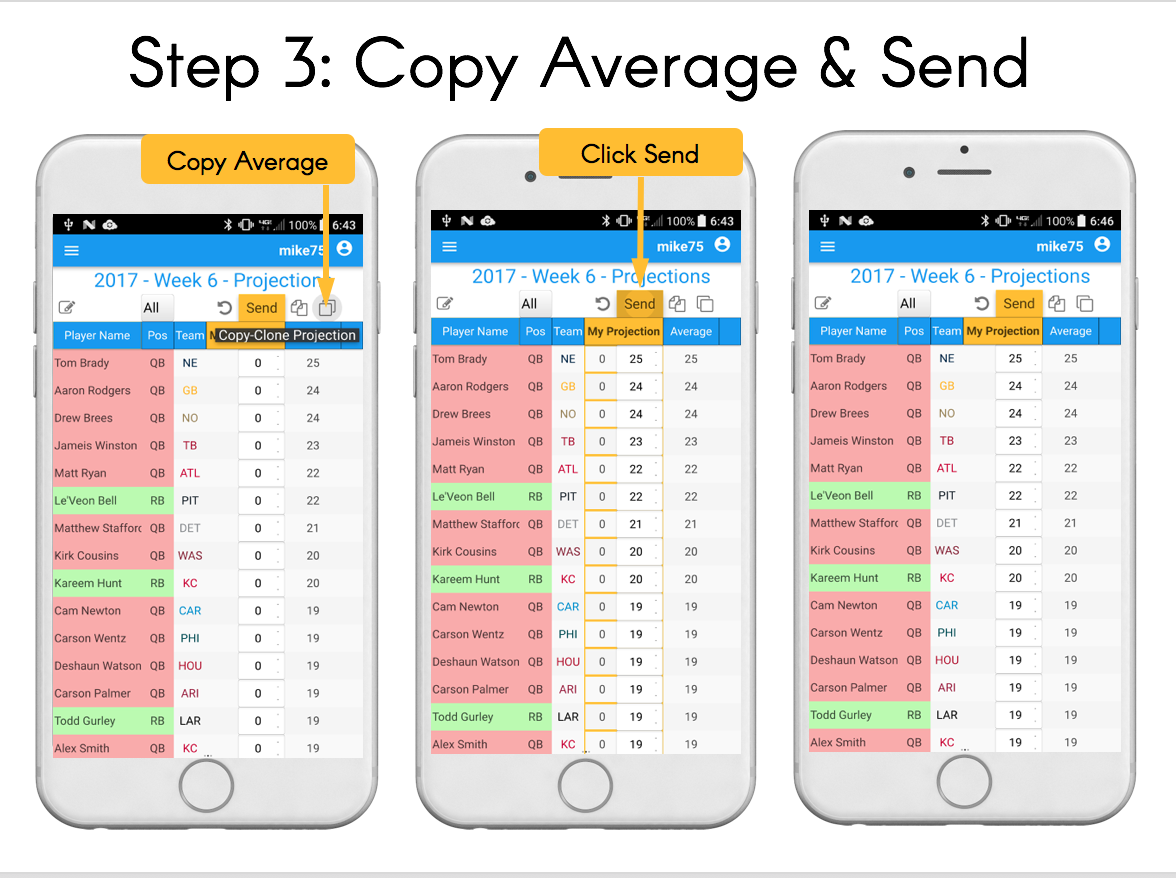 Step 3: Copy Average & Send
Copy Average
100% 6:43
mike75
2017 - Week 6 - Projection
All Send
Player Name Pos Team M Copy-Clone Projection
Tom Brady QB NE 0 25
Aaron Rodgers QB GB 0 24
Drew Brees QB NO 0 24
Jameis Winston QB TB 0 23
Matt Ryan QB ATL 0 22
Le'Veon Bell RB PIT 0 22
Matthew Staffor QB DET 0 21
Kirk Cousins QB WAS 0 20
Kareem Hunt RB KC 0 20
Cam Newton QB CAR 0 19
Carson Wentz QB PHI 0 19
Deshaun Watson QB HOU 0 19
Carson Palmer QB ARI 0 19
Todd Gurley RB LAR 0 19
Alex Smith QB KC 0 19
Click Send
100% 6:43
mike75
2017 - Week 6 - Projections
All Send
Player Name Pos Team My Projection Average
Tom Brady QB NE 0 25 25
Aaron Rodgers QB GB 0 24 24
Drew Brees QB NO 0 24 24
Jameis Winston QB TB 0 23 23
Matt Ryan QB ATL 0 22 22
Le'Veon Bell RB PIT 0 22 22
Matthew Staffor QB DET 0 21 21
Kirk Cousins QB WAS 0 20 20
Kareem Hunt RB KC 0 20 20
Cam Newton QB CAR 0 19 19
Carson Wentz QB PHI 0 19 19
Deshaun Watson QB HOU 0 19 19
Carson Palmer QB ARI 0 19 19
Todd Gurley RB LAR 0 19 19
Alex Smith QB KC 0 19 19
100% 6:46
mike75
2017 - Week 6 - Projections
All Send
Player Name Pos Team My Projection Average
Tom Brady QB NE 25 25
Aaron Rodgers QB GB 24 24
Drew Brees QB NO 24 24
Jameis Winston QB TB 23 23
Matt Ryan QB ATL 22 22
Le'Veon Bell RB PIT 22 22
Matthew Staffor QB DET 21 21
Kirk Cousins QB WAS 20 20
Kareem Hunt RB KC 20 20
Cam Newton QB CAR 19 19
Carson Wentz QB PHI 19 19
Deshaun Watson QB HOU 19 19
Carson Palmer QB ARI 19 19
Todd Gurley RB LAR 19 19
Alex Smith QB KC 19 19